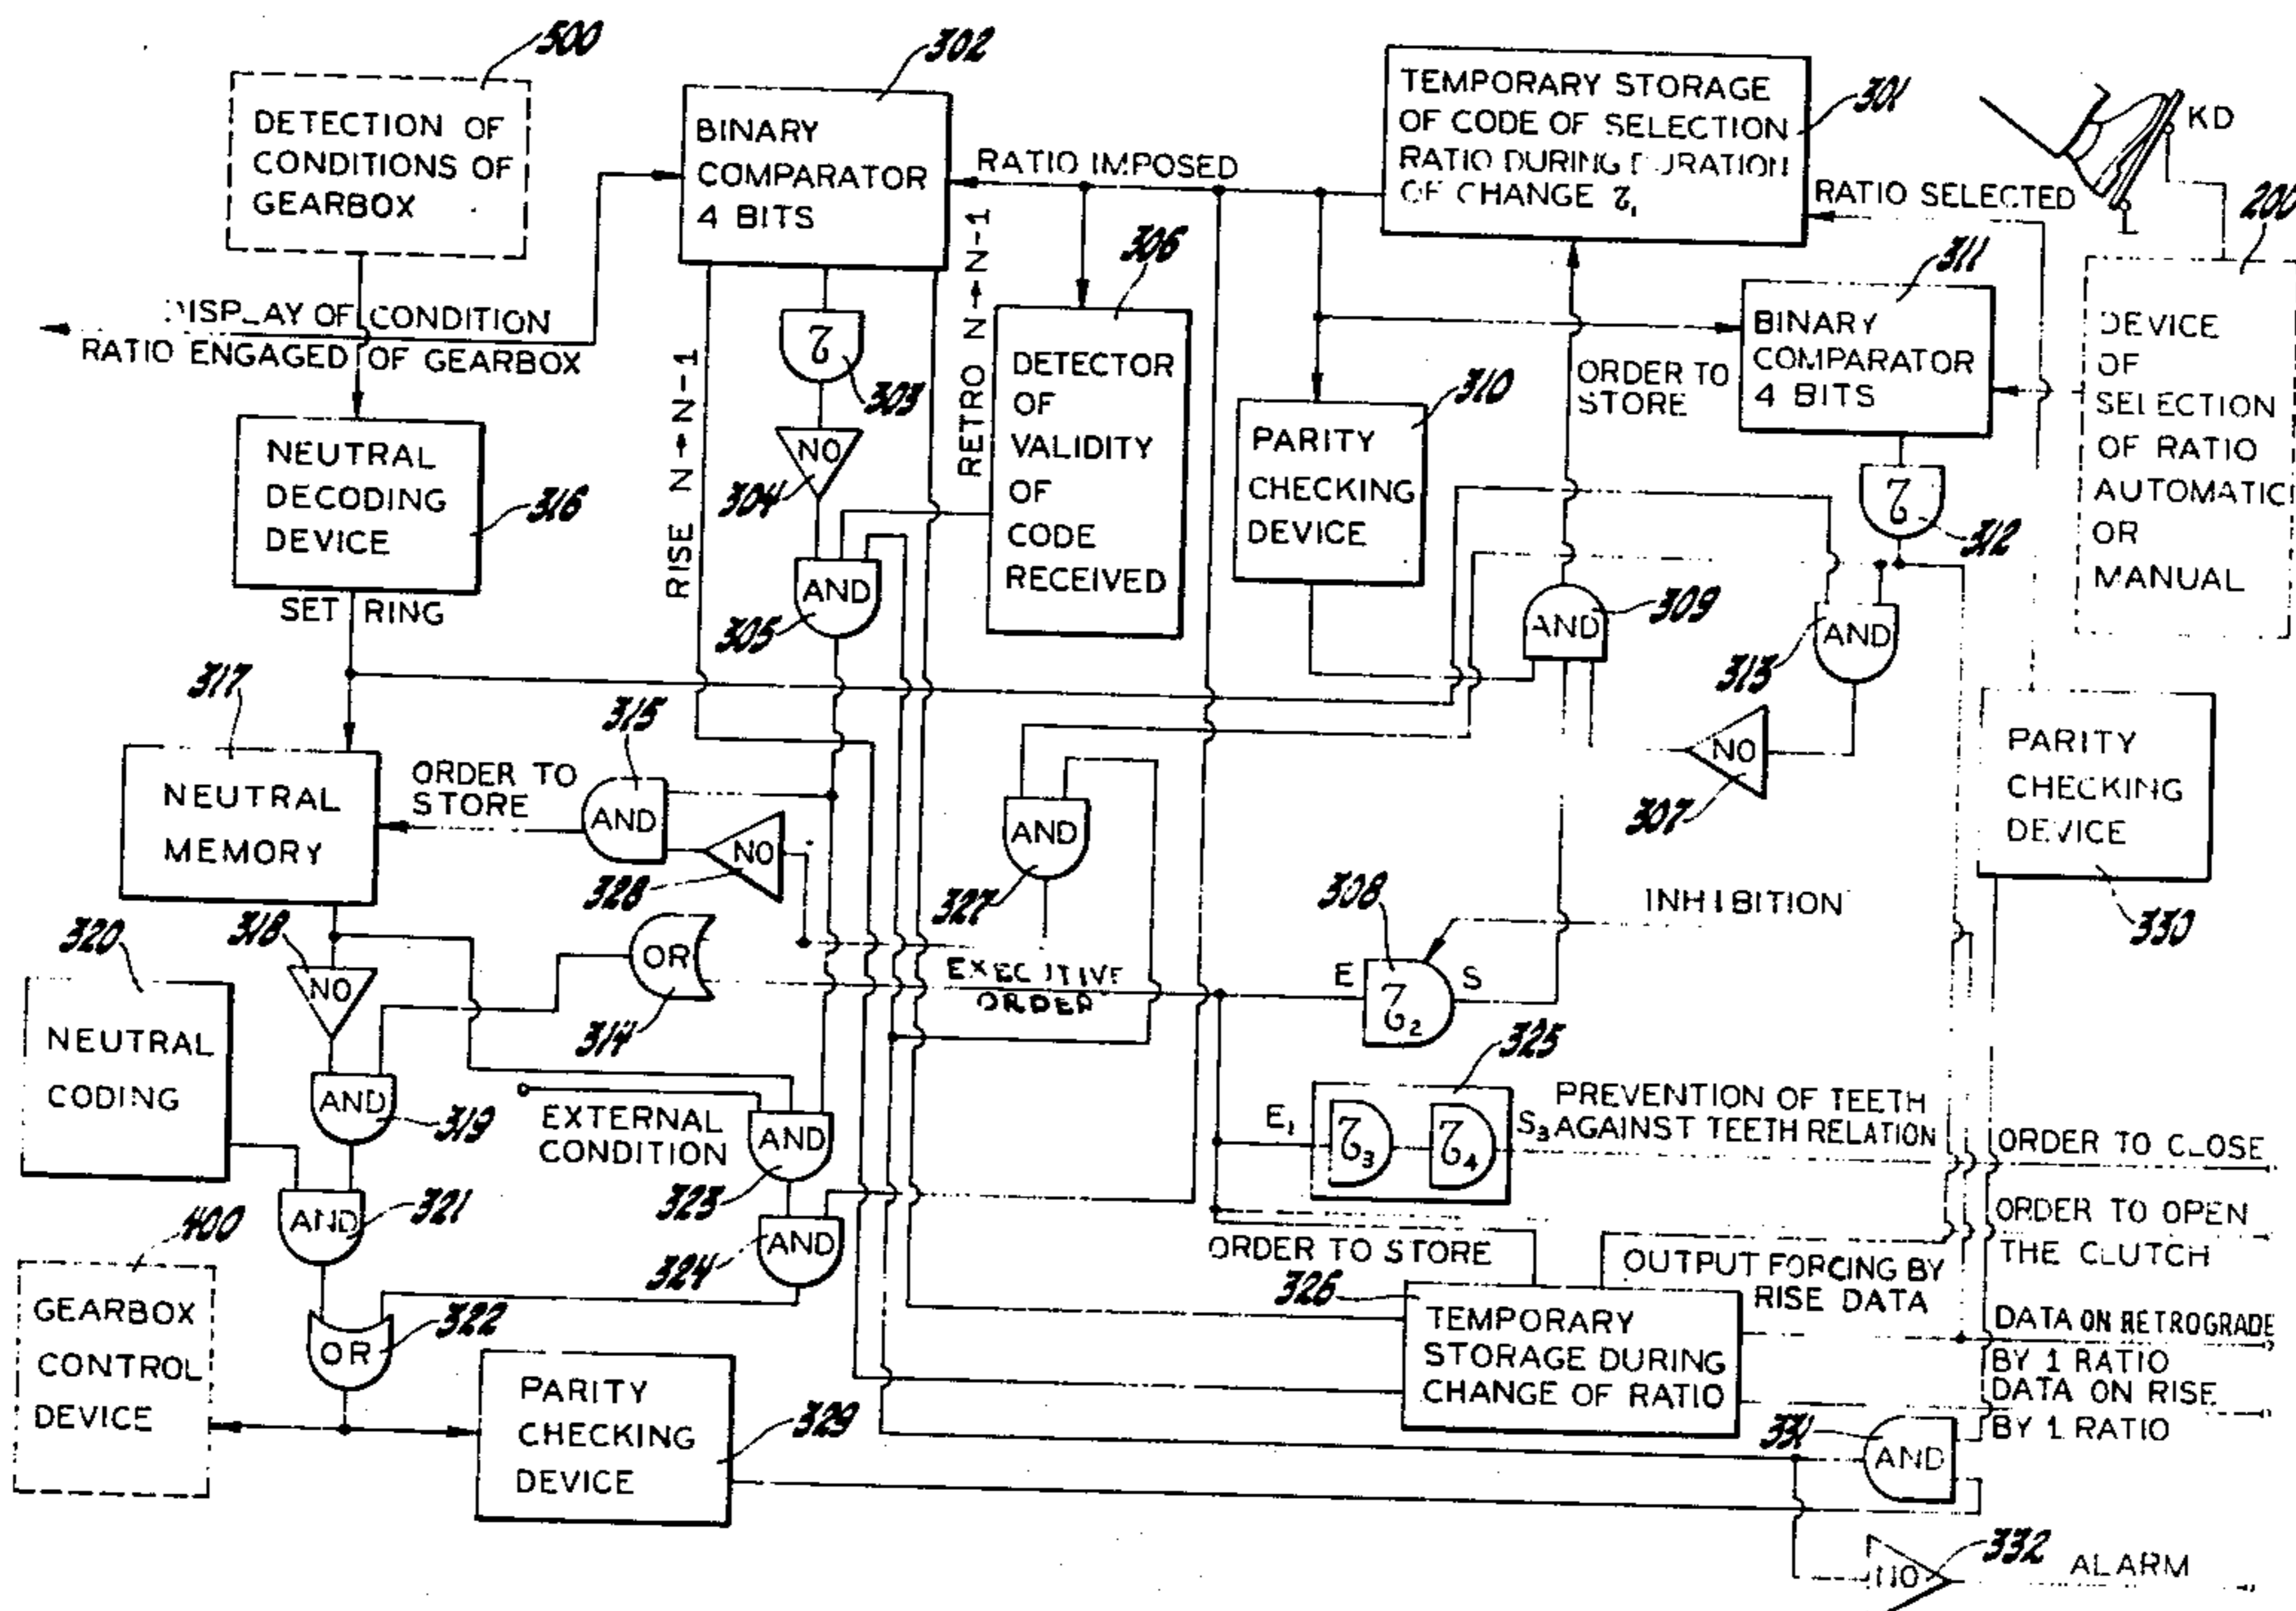 500
DETECTION OF
CONDITIONS OF
GEARBOX
302
BINARY
COMPARATOR
4 BITS
RATIO IMPOSED
TEMPORARY STORAGE
OF CODE OF SELECTION
RATIO DURING DURATION
OF CHANGE τ₁
301
KD
RATIO SELECTED
200
DEVICE
OF
SELECTION
OF RATIO
AUTOMATIC
OR
MANUAL
311
BINARY
COMPARATOR
4 BITS
DISPLAY OF CONDITION
RATIO ENGAGED OF GEARBOX
τ
303
NO
304
AND
305
RISE N→N-1
RETRO N→N-1
306
DETECTOR
OF
VALIDITY
OF
CODE
RECEIVED
310
PARITY
CHECKING
DEVICE
ORDER TO
STORE
τ
312
AND
313
AND
309
NO
307
NEUTRAL
DECODING
DEVICE
316
SET RING
317
NEUTRAL
MEMORY
ORDER TO
STORE
315
AND
NO
328
AND
327
PARITY
CHECKING
DEVICE
330
INHIBITION
308
E τ₂ S
EXECUTIVE
ORDER
318
NO
OR
314
320
NEUTRAL
CODING
AND
319
AND
321
EXTERNAL
CONDITION
AND
323
AND
324
325
E₁ τ₃ τ₄ S₃
PREVENTION OF TEETH
AGAINST TEETH RELATION
ORDER TO CLOSE
ORDER TO OPEN
THE CLUTCH
ORDER TO STORE
OUTPUT FORCING BY
RISE DATA
326
TEMPORARY
STORAGE DURING
CHANGE OF RATIO
DATA ON RETROGRADE
BY 1 RATIO
DATA ON RISE
BY 1 RATIO
400
GEARBOX
CONTROL
DEVICE
OR
322
PARITY
CHECKING
DEVICE
329
331
AND
NO
332
ALARM